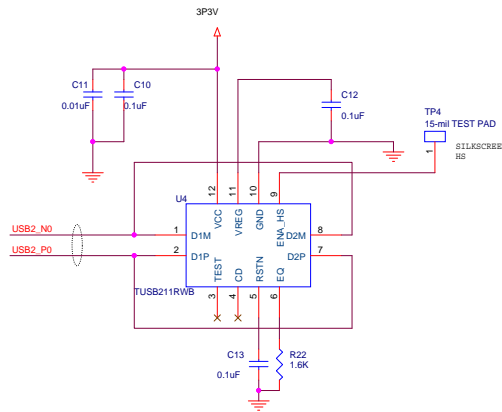 3P3V
C11
0.01uF
C10
0.1uF
C12
0.1uF
TP4
15-mil TEST PAD
1
SILKSCREE
HS
U4
12
11
10
9
VCC
VREG
GND
ENA_HS
USB2_N0
1
D1M
D2M
8
USB2_P0
2
D1P
D2P
7
TEST
CD
RSTN
EQ
TUSB211RWB
3
4
5
6
C13
0.1uF
R22
1.6K